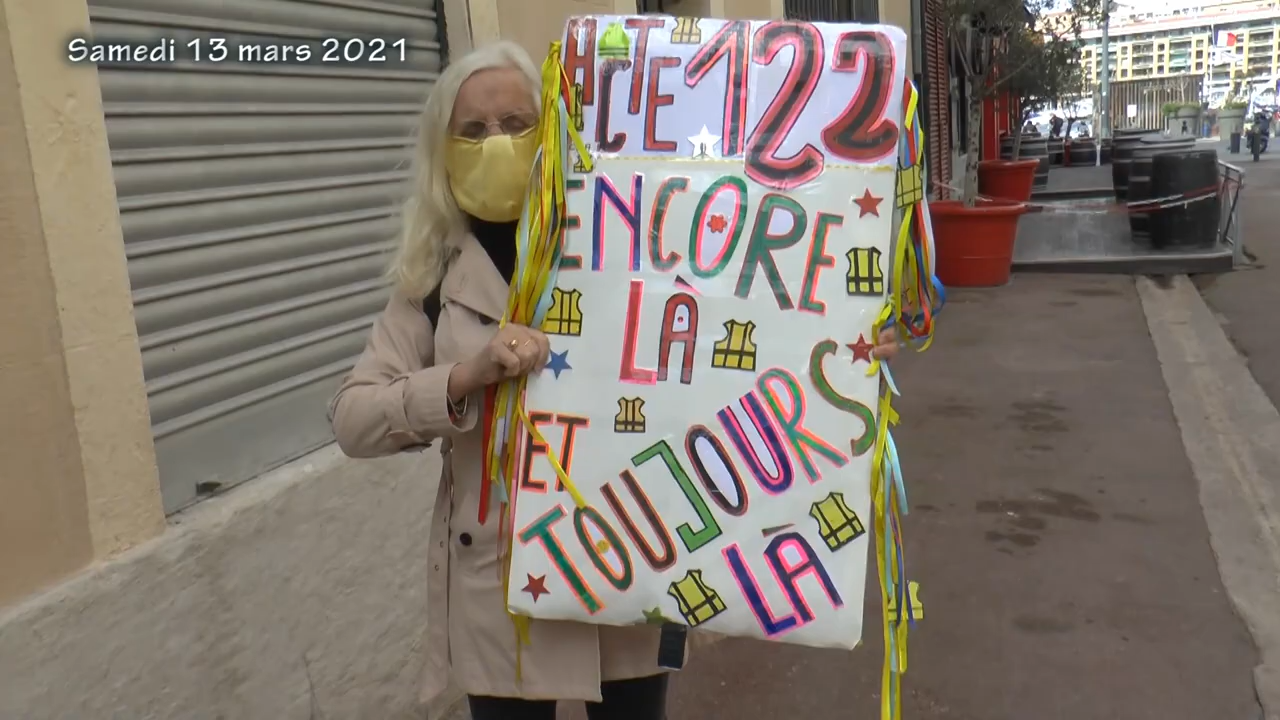 Samedi 13 mars 2021
ACTE 122
ENCORE
LÀ
ET
TOUJOURS
LÀ